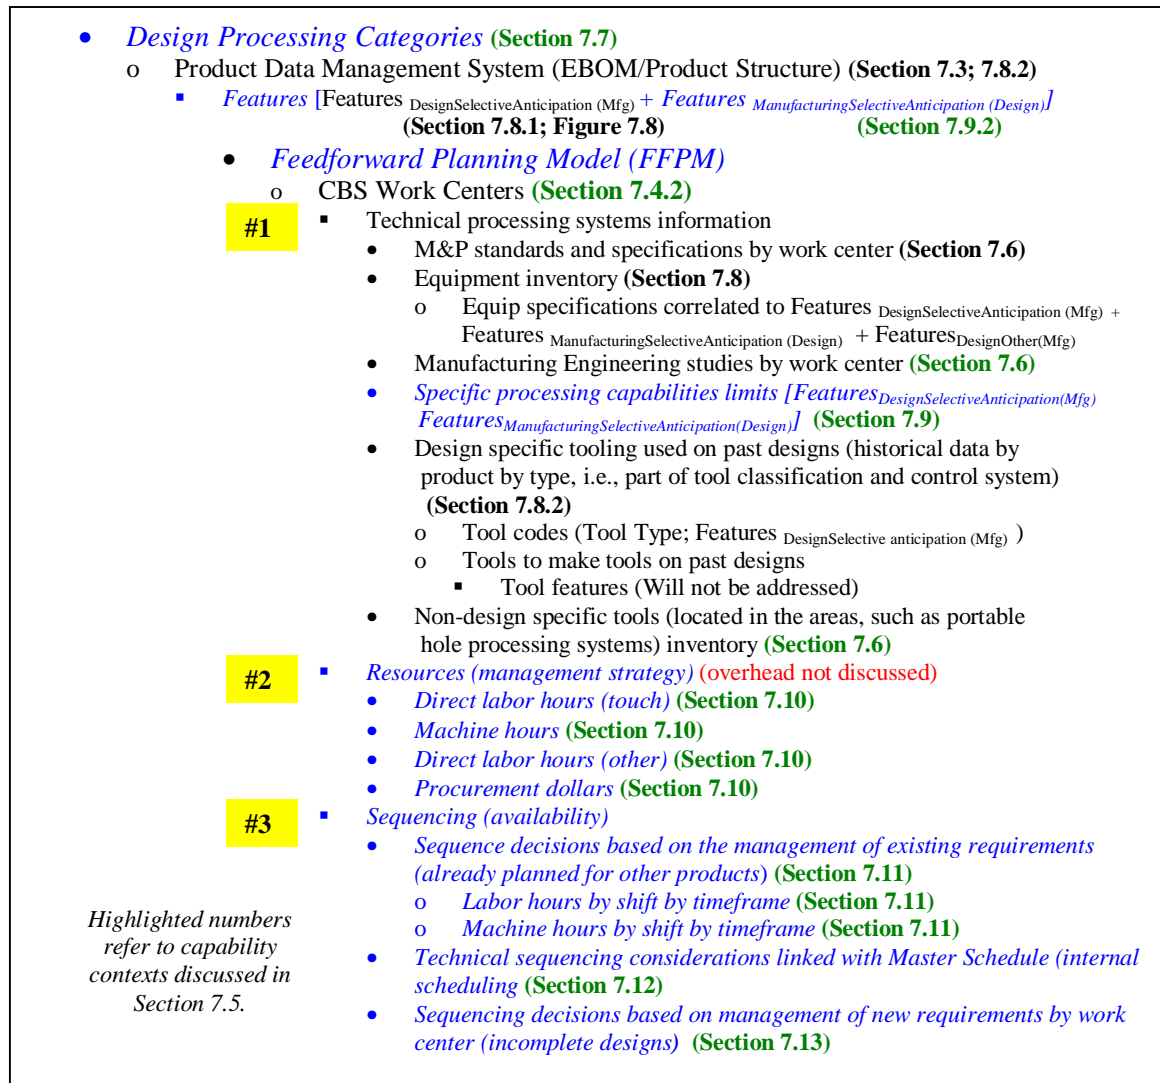 • Design Processing Categories (Section 7.7)
o Product Data Management System (EBOM/Product Structure) (Section 7.3; 7.8.2)
▪ Features [Features DesignSelectiveAnticipation (Mfg) + Features ManufacturingSelectiveAnticipation (Design)]
(Section 7.8.1; Figure 7.8) (Section 7.9.2)
• Feedforward Planning Model (FFPM)
o CBS Work Centers (Section 7.4.2)
#1 ▪ Technical processing systems information
• M&P standards and specifications by work center (Section 7.6)
• Equipment inventory (Section 7.8)
o Equip specifications correlated to Features DesignSelectiveAnticipation (Mfg) +
Features ManufacturingSelectiveAnticipation (Design) + FeaturesDesignOther(Mfg)
• Manufacturing Engineering studies by work center (Section 7.6)
• Specific processing capabilities limits [FeaturesDesignSelectiveAnticipation(Mfg)
FeaturesManufacturingSelectiveAnticipation(Design)] (Section 7.9)
• Design specific tooling used on past designs (historical data by
product by type, i.e., part of tool classification and control system)
(Section 7.8.2)
o Tool codes (Tool Type; Features DesignSelective anticipation (Mfg) )
o Tools to make tools on past designs
▪ Tool features (Will not be addressed)
• Non-design specific tools (located in the areas, such as portable
hole processing systems) inventory (Section 7.6)
#2 ▪ Resources (management strategy) (overhead not discussed)
• Direct labor hours (touch) (Section 7.10)
• Machine hours (Section 7.10)
• Direct labor hours (other) (Section 7.10)
• Procurement dollars (Section 7.10)
#3 ▪ Sequencing (availability)
• Sequence decisions based on the management of existing requirements
(already planned for other products) (Section 7.11)
o Labor hours by shift by timeframe (Section 7.11)
o Machine hours by shift by timeframe (Section 7.11)
• Technical sequencing considerations linked with Master Schedule (internal
scheduling (Section 7.12)
• Sequencing decisions based on management of new requirements by work
center (incomplete designs) (Section 7.13)
Highlighted numbers
refer to capability
contexts discussed in
Section 7.5.